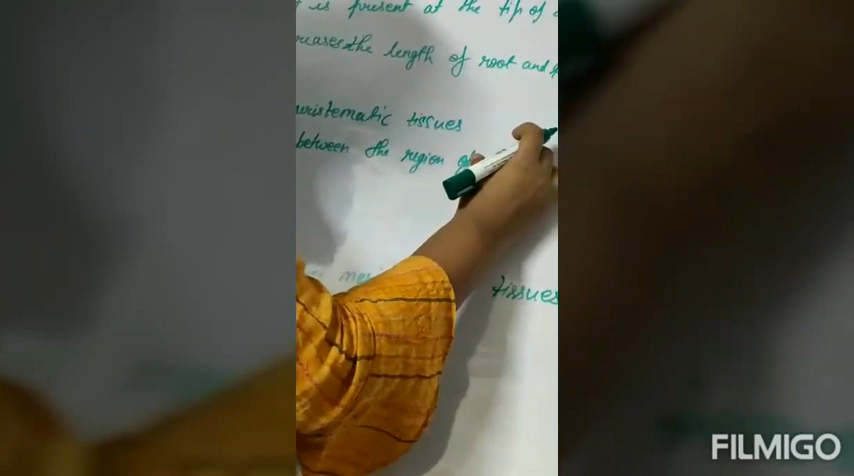 is present at the tip of
the length of root and
meristematic tissues
between the region of
tissues
FILMIGO